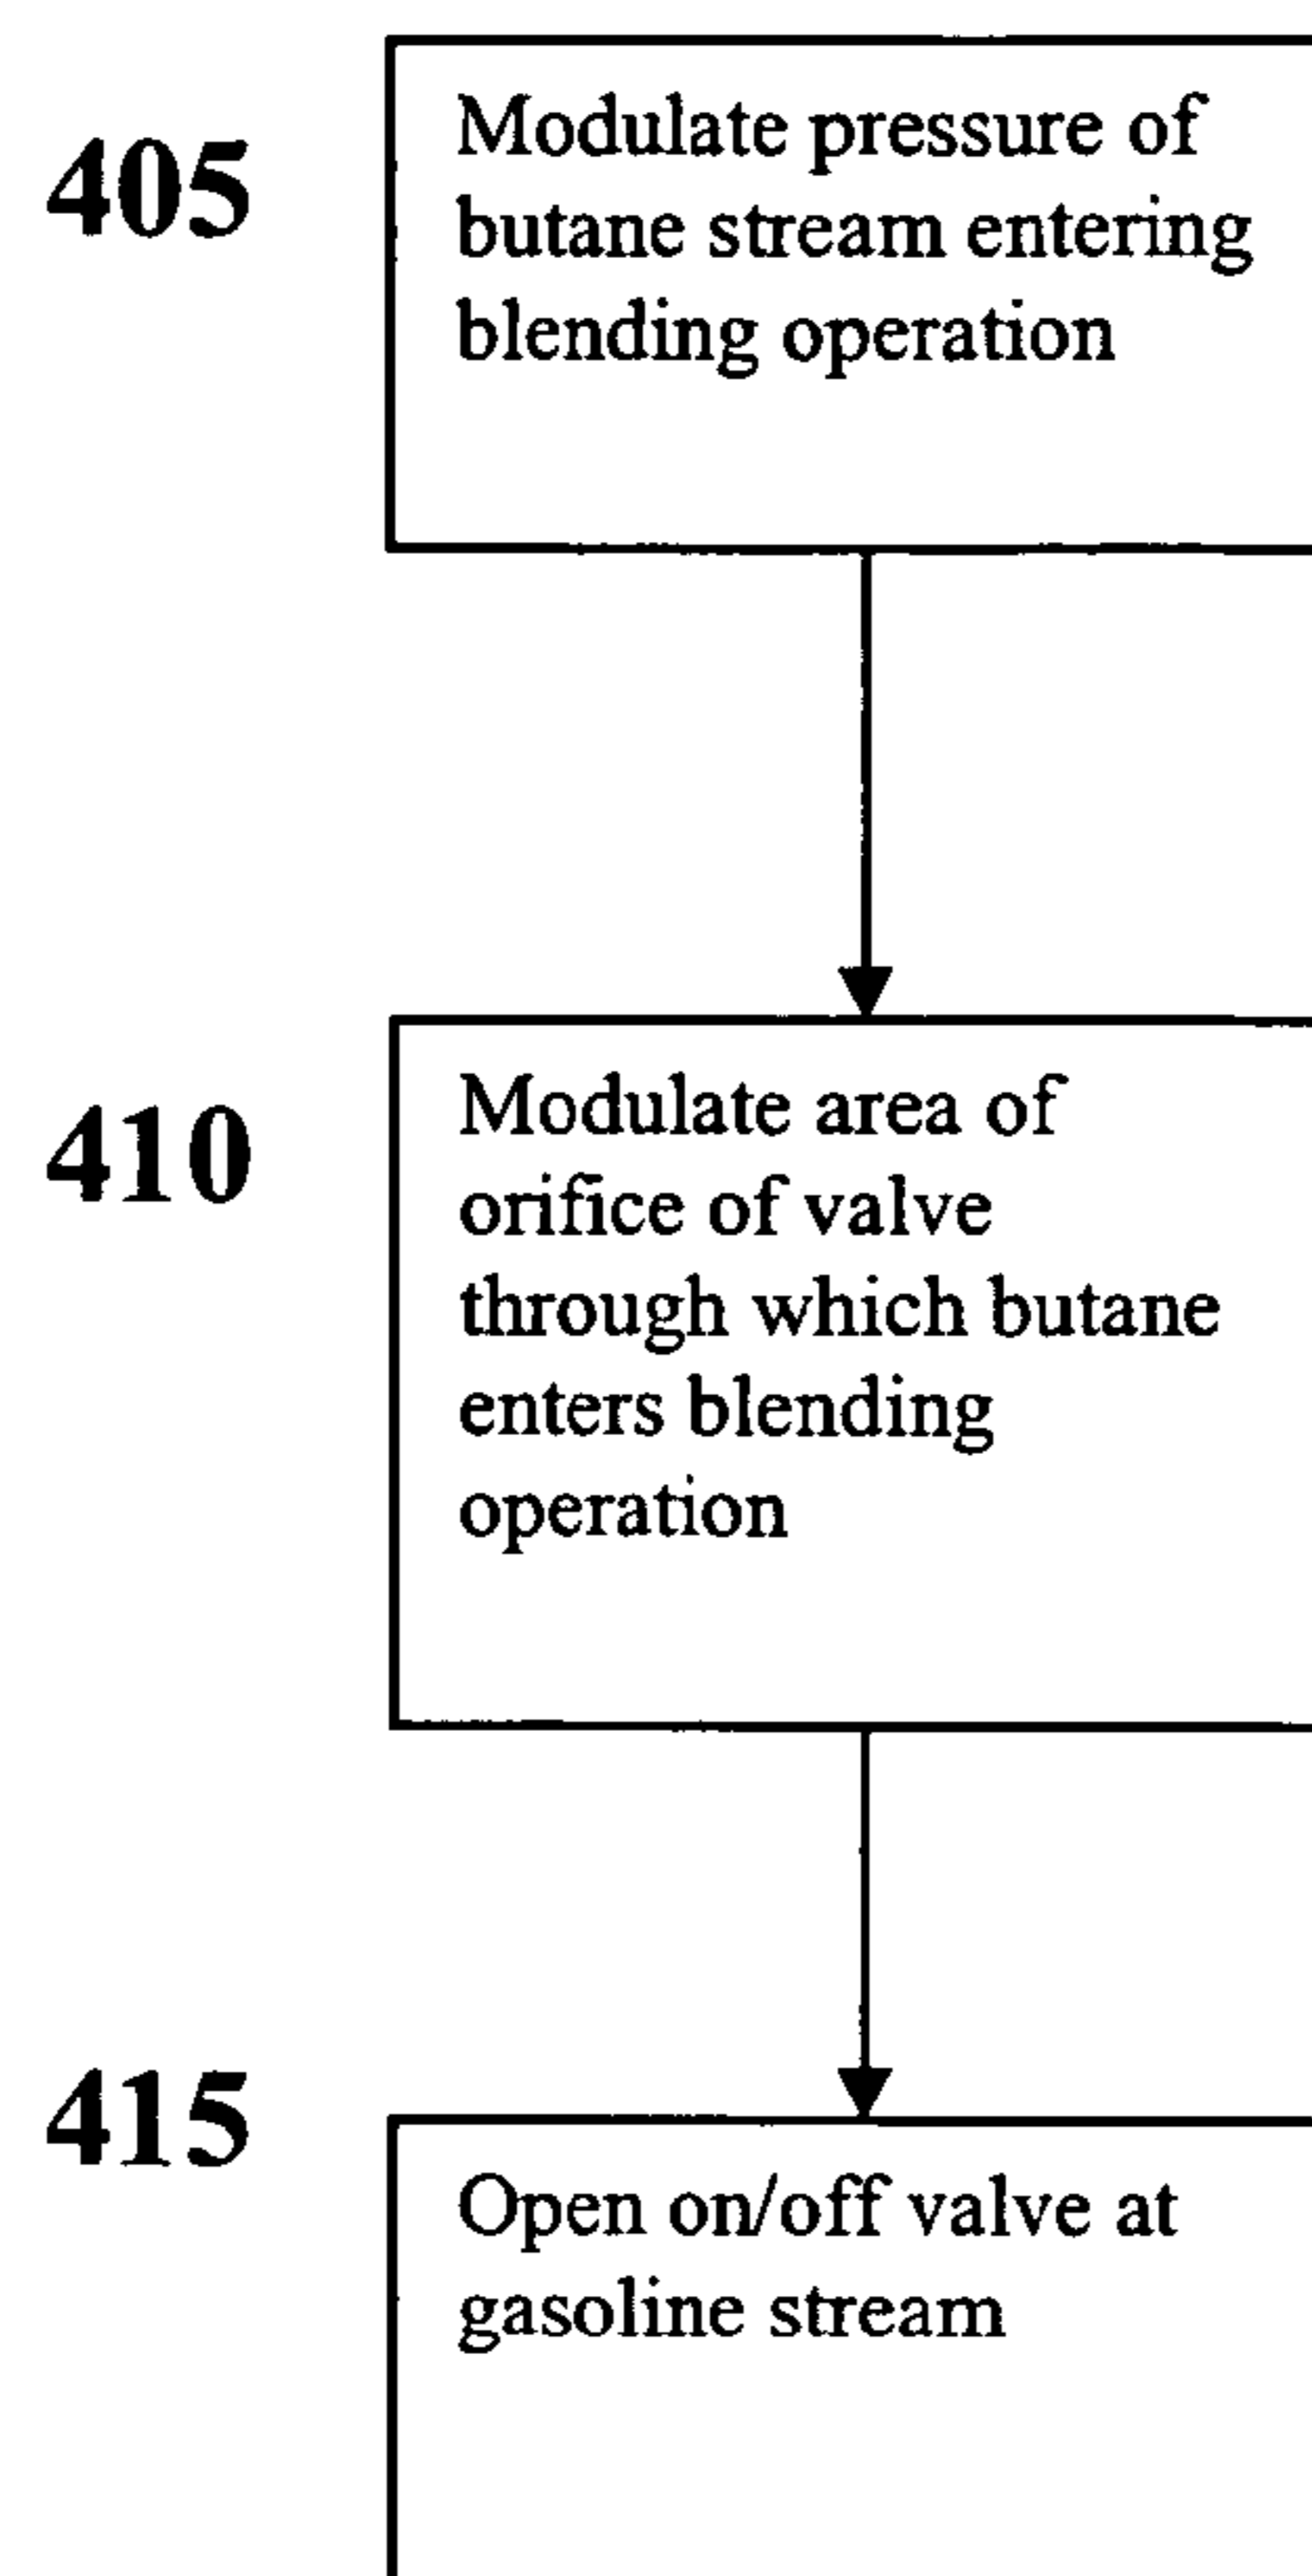 405
Modulate pressure of
butane stream entering
blending operation
410
Modulate area of
orifice of valve
through which butane
enters blending
operation
415
Open on/off valve at
gasoline stream